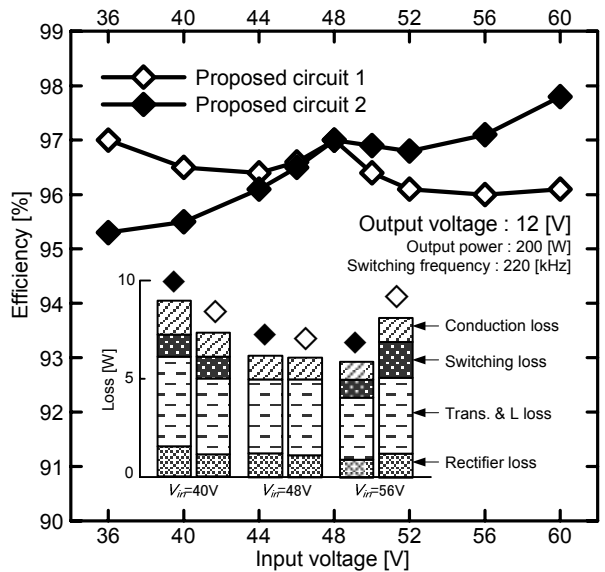 36 40 44 48 52 56 60
99
98
97
96
95
94
93
92
91
90
Efficiency [%]
Proposed circuit 1
Proposed circuit 2
Output voltage : 12 [V]
Output power : 200 [W]
Switching frequency : 220 [kHz]
10
5
0
Loss [W]
Conduction loss
Switching loss
Trans. & L loss
Rectifier loss
Vin=40V Vin=48V Vin=56V
36 40 44 48 52 56 60
Input voltage [V]